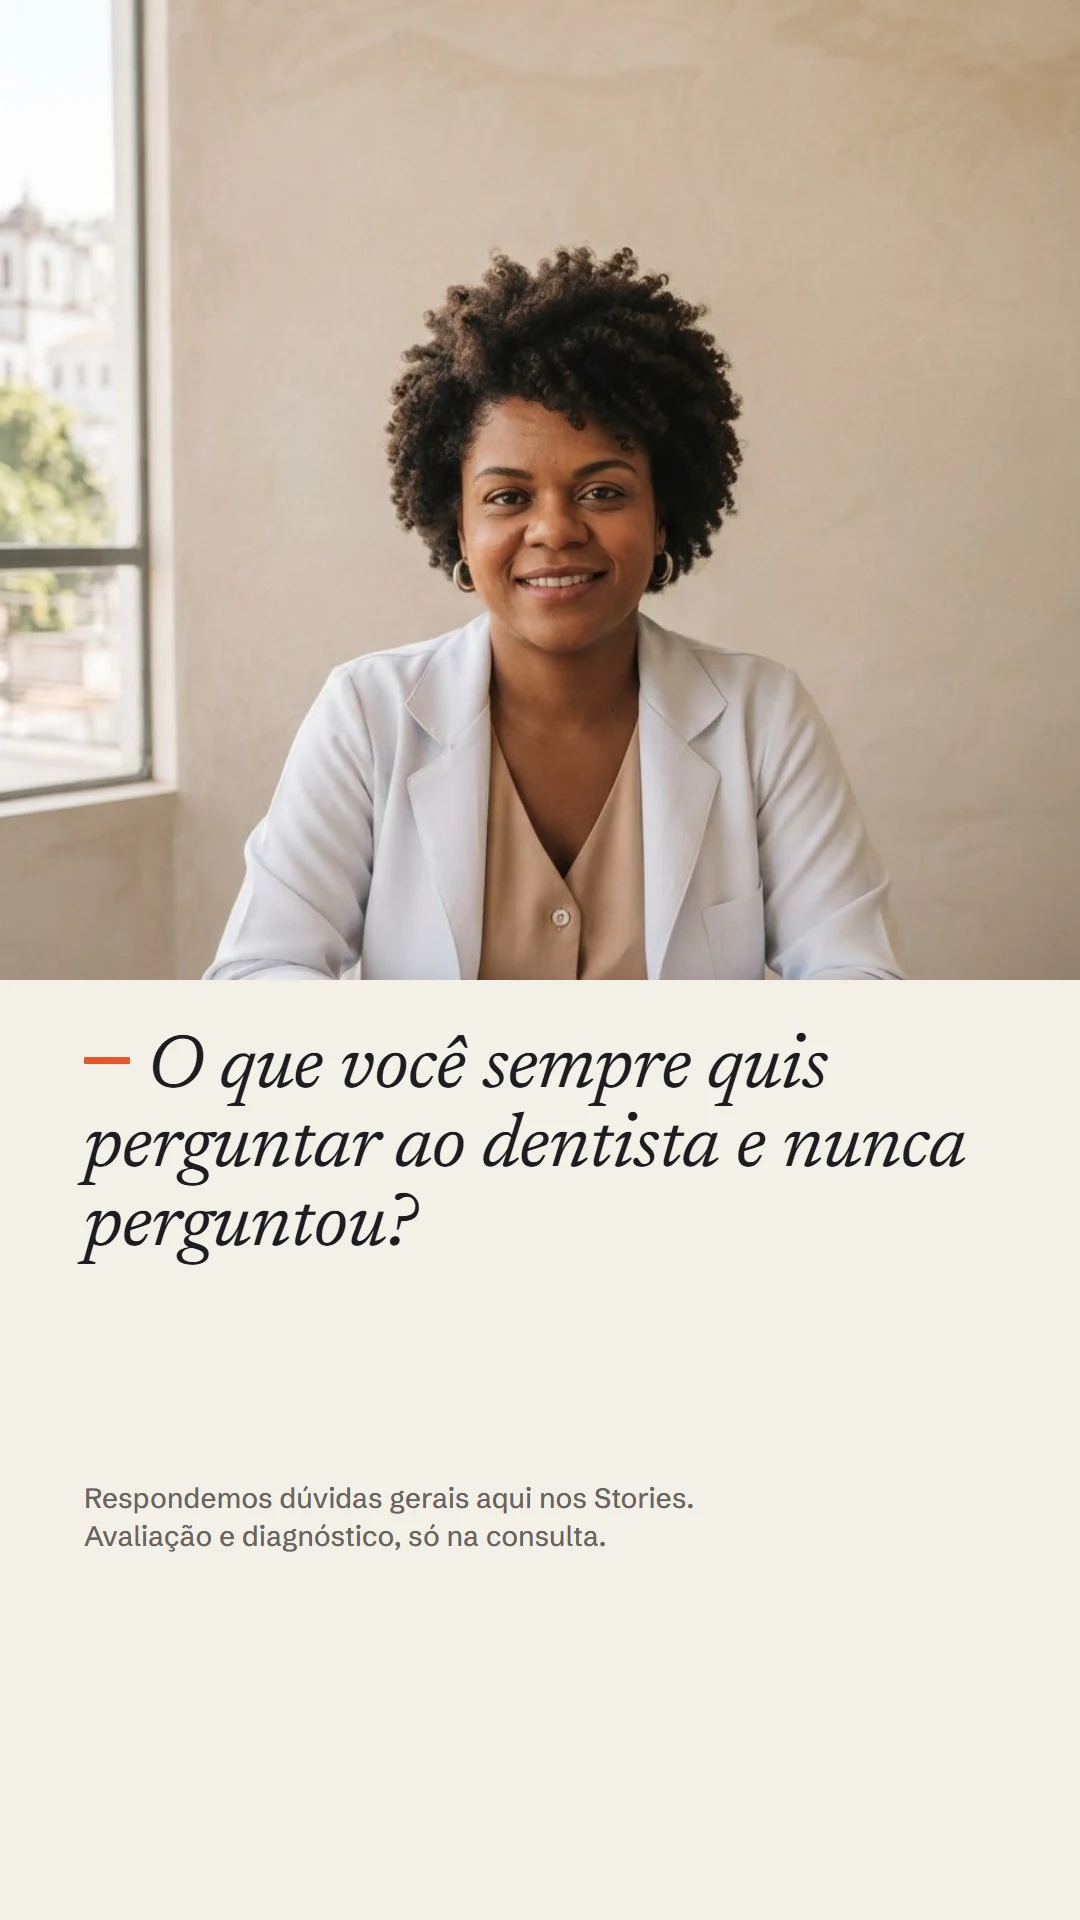 — O que você sempre quis
perguntar ao dentista e nunca
perguntou?
Respondemos dúvidas gerais aqui nos Stories.
Avaliação e diagnóstico, só na consulta.